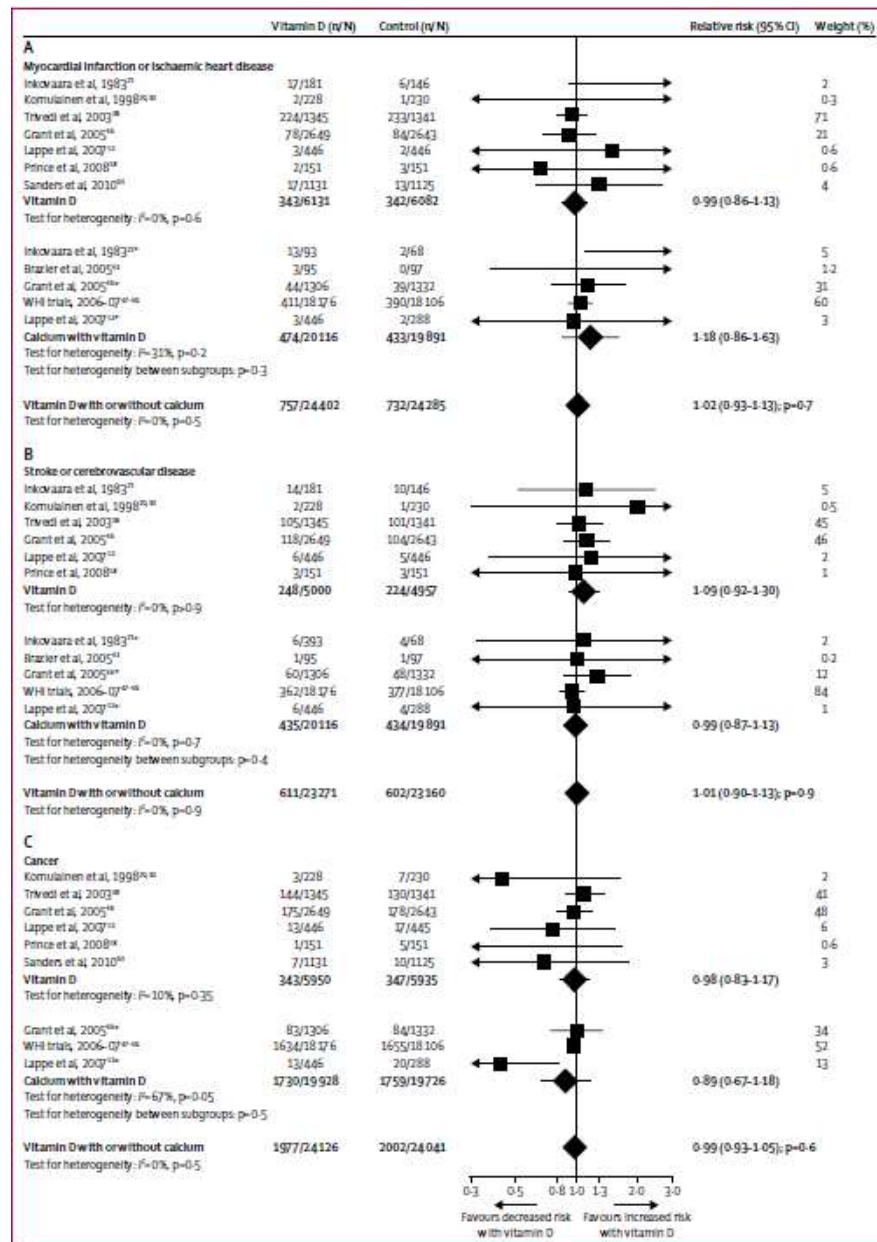 Vitamin D (n/N) Control (n/N) Relative risk (95% CI) Weight (%)
A
Myocardial infarction or ischaemic heart disease
Inkovaara et al, 1983 17/181 6/146 2
Komulainen et al, 1998 2/228 1/230 0·3
Trivedi et al, 2003 224/1345 233/1341 71
Grant et al, 2005 78/2649 84/2643 21
Lappe et al, 2007 3/446 2/446 0·6
Prince et al, 2008 2/151 3/151 0·6
Sanders et al, 2010 17/1131 13/1125 4
Vitamin D 343/6131 342/6082 0·99 (0·86–1·13)
Test for heterogeneity: I²=0%, p=0·6
Inkovaara et al, 1983 13/93 2/68 5
Brazier et al, 2005 3/95 0/97 1·2
Grant et al, 2005 44/1306 39/1332 31
WHI trials, 2006–07 411/18176 390/18106 60
Lappe et al, 2007 3/446 2/288 3
Calcium with vitamin D 474/20116 433/19891 1·18 (0·86–1·63)
Test for heterogeneity: I²=31%, p=0·2
Test for heterogeneity between subgroups: p=0·3
Vitamin D with or without calcium 757/24402 732/24285 1·02 (0·93–1·13); p=0·7
Test for heterogeneity: I²=0%, p=0·5
B
Stroke or cerebrovascular disease
Inkovaara et al, 1983 14/181 10/146 5
Komulainen et al, 1998 2/228 1/230 0·5
Trivedi et al, 2003 105/1345 101/1341 45
Grant et al, 2005 118/2649 104/2643 46
Lappe et al, 2007 6/446 5/446 2
Prince et al, 2008 3/151 3/151 1
Vitamin D 248/5000 224/4957 1·09 (0·92–1·30)
Test for heterogeneity: I²=0%, p>0·9
Inkovaara et al, 1983 6/393 4/68 2
Brazier et al, 2005 1/95 1/97 0·2
Grant et al, 2005 60/1306 48/1332 12
WHI trials, 2006–07 362/18176 377/18106 84
Lappe et al, 2007 6/446 4/288 1
Calcium with vitamin D 435/20116 434/19891 0·99 (0·87–1·13)
Test for heterogeneity: I²=0%, p=0·7
Test for heterogeneity between subgroups: p=0·4
Vitamin D with or without calcium 611/23271 602/23160 1·01 (0·90–1·13); p=0·9
Test for heterogeneity: I²=0%, p=0·9
C
Cancer
Komulainen et al, 1998 3/228 7/230 2
Trivedi et al, 2003 144/1345 130/1341 41
Grant et al, 2005 175/2649 178/2643 48
Lappe et al, 2007 13/446 17/445 6
Prince et al, 2008 1/151 5/151 0·6
Sanders et al, 2010 7/1131 10/1125 3
Vitamin D 343/5950 347/5935 0·98 (0·83–1·17)
Test for heterogeneity: I²=10%, p=0·35
Grant et al, 2005 83/1306 84/1332 34
WHI trials, 2006–07 1634/18176 1655/18106 52
Lappe et al, 2007 13/446 20/288 13
Calcium with vitamin D 1730/19928 1759/19726 0·89 (0·67–1·18)
Test for heterogeneity: I²=67%, p=0·05
Test for heterogeneity between subgroups: p=0·5
Vitamin D with or without calcium 1977/24126 2002/24041 0·99 (0·93–1·05); p=0·6
Test for heterogeneity: I²=0%, p=0·5
0·3 0·5 0·8 1·0 1·3 2·0 3·0
Favours decreased risk Favours increased risk
with vitamin D with vitamin D